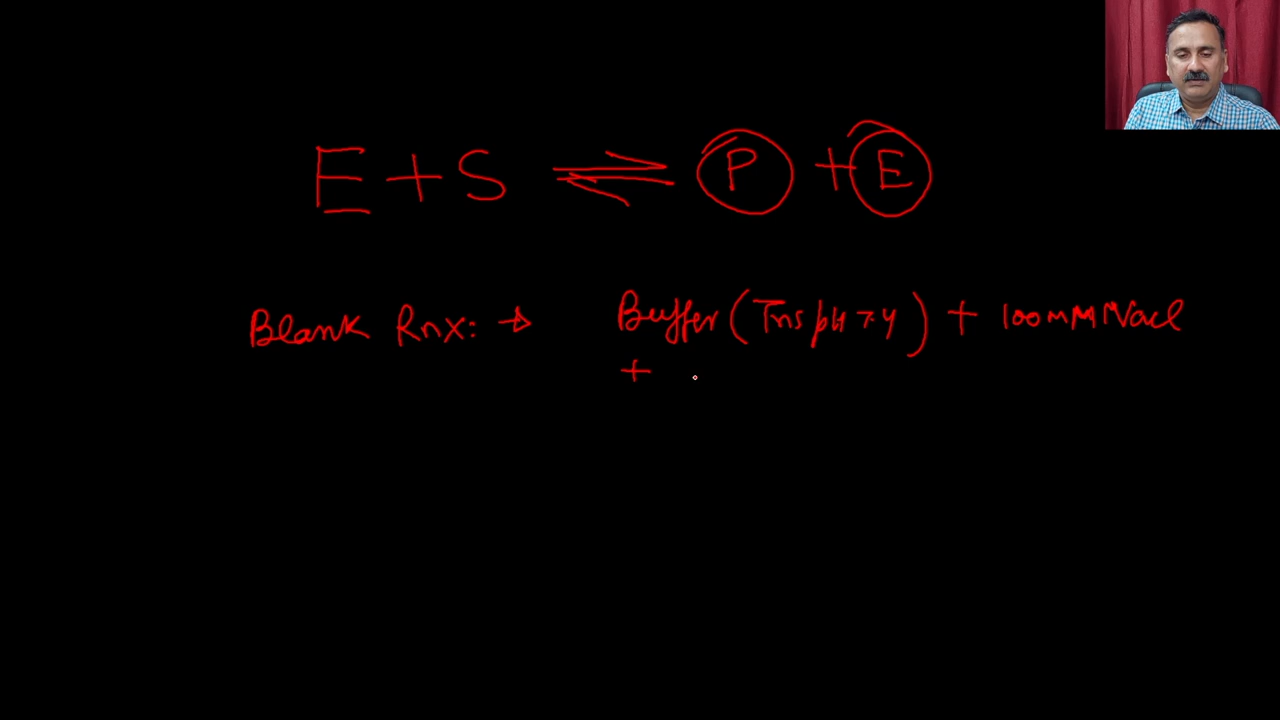 E + S ⇌ P + E
Blank Rnx: → Buffer (Tris pH 7.4) + 100mM Nacl
+